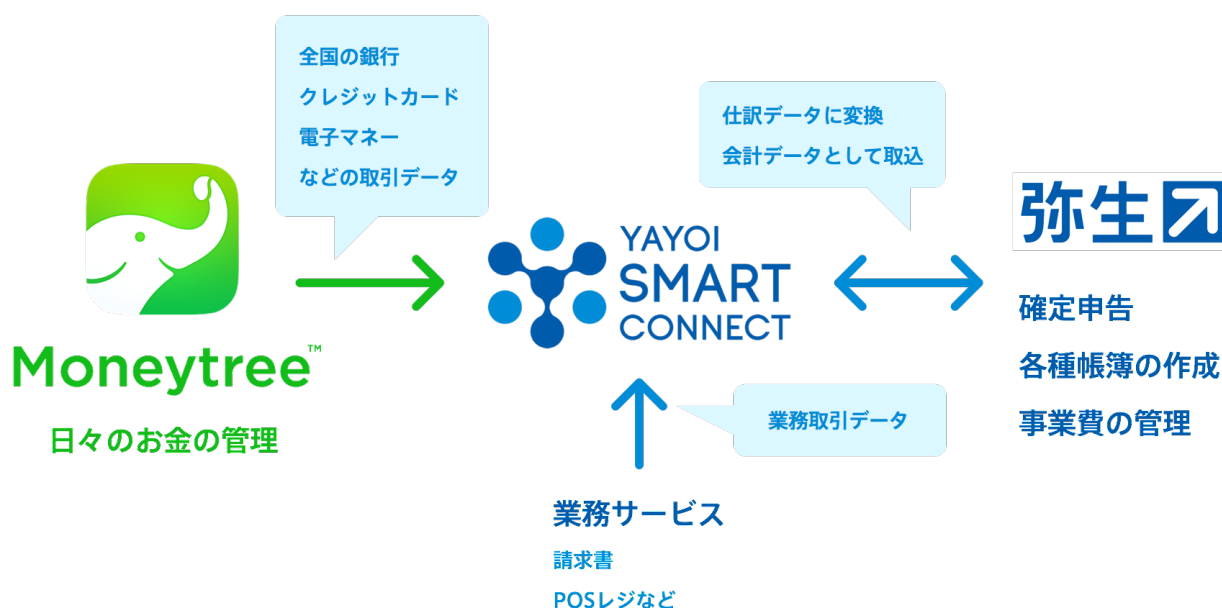 全国の銀行
クレジットカード
電子マネー
などの取引データ
仕訳データに変換
会計データとして取込
Moneytree™
日々のお金の管理
YAYOI
SMART
CONNECT
弥生
確定申告
各種帳簿の作成
事業費の管理
業務取引データ
業務サービス
請求書
POSレジなど